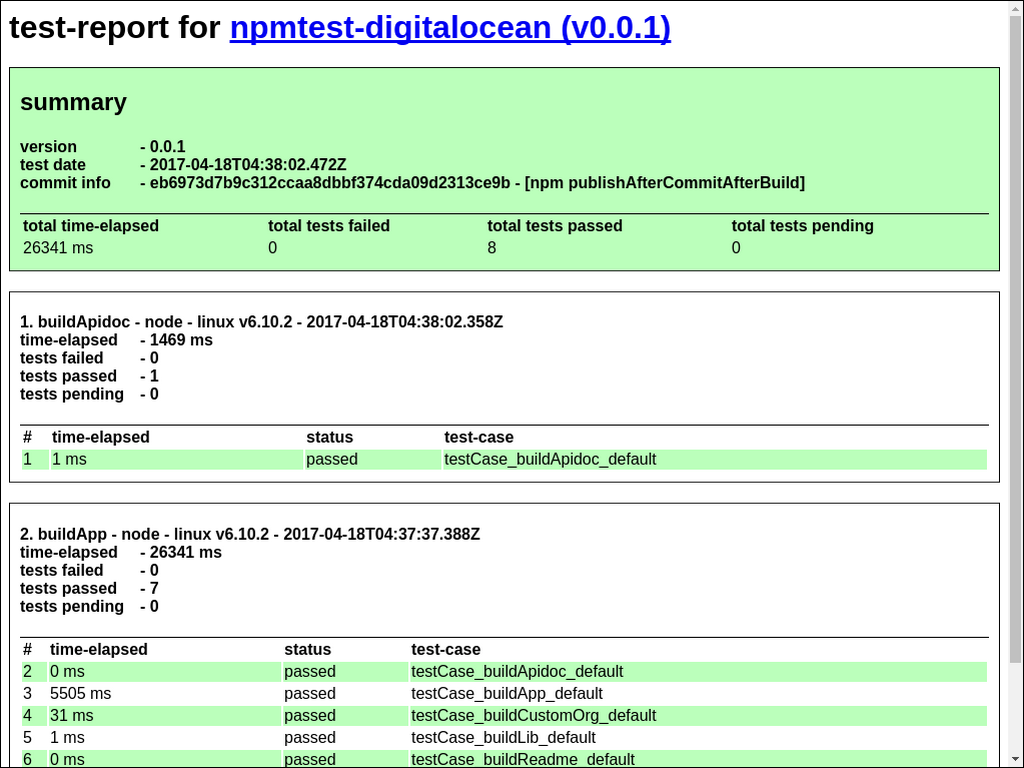 test-report for npmtest-digitalocean (v0.0.1)
summary
version - 0.0.1
test date - 2017-04-18T04:38:02.472Z
commit info - eb6973d7b9c312ccaa8dbbf374cda09d2313ce9b - [npm publishAfterCommitAfterBuild]
total time-elapsed total tests failed total tests passed total tests pending
26341 ms 0 8 0
1. buildApidoc - node - linux v6.10.2 - 2017-04-18T04:38:02.358Z
time-elapsed - 1469 ms
tests failed - 0
tests passed - 1
tests pending - 0
# time-elapsed status test-case
1 1 ms passed testCase_buildApidoc_default
2. buildApp - node - linux v6.10.2 - 2017-04-18T04:37:37.388Z
time-elapsed - 26341 ms
tests failed - 0
tests passed - 7
tests pending - 0
# time-elapsed status test-case
2 0 ms passed testCase_buildApidoc_default
3 5505 ms passed testCase_buildApp_default
4 31 ms passed testCase_buildCustomOrg_default
5 1 ms passed testCase_buildLib_default
6 0 ms passed testCase_buildReadme_default